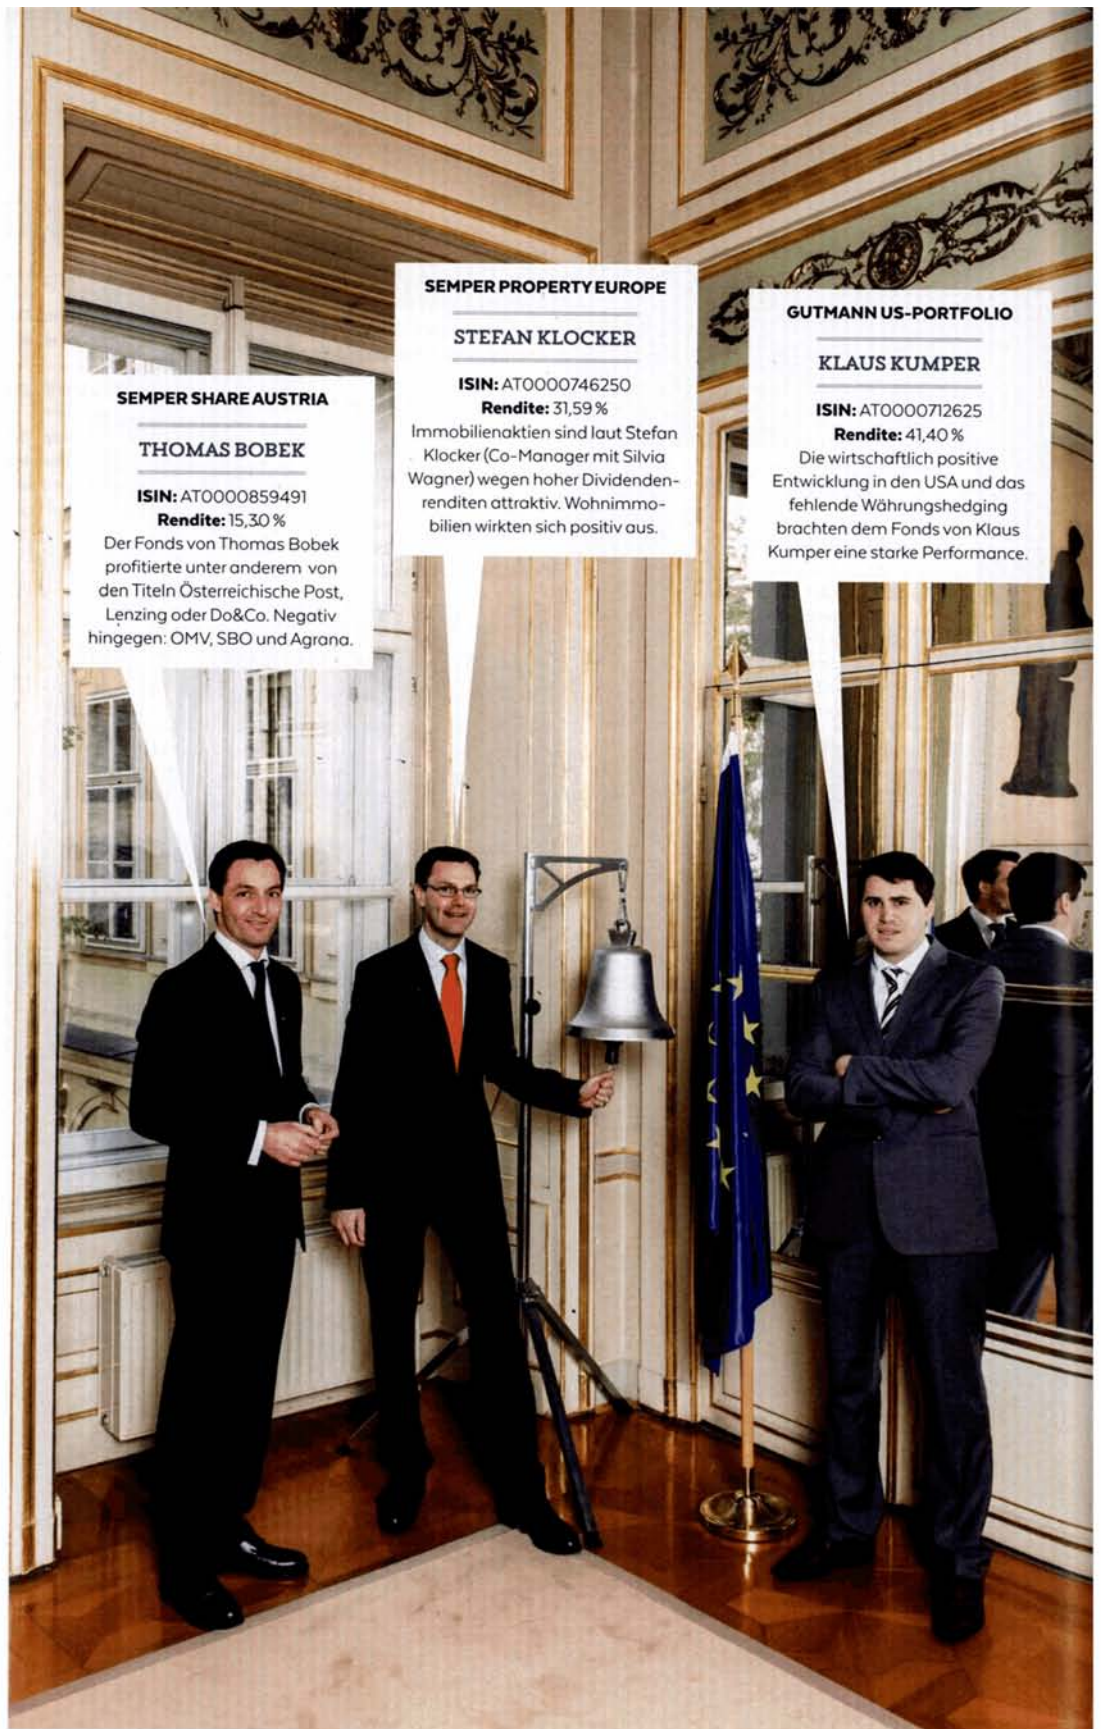 SEMPER SHARE AUSTRIA
THOMAS BOBEK
ISIN: AT0000859491
Rendite: 15,30 %
Der Fonds von Thomas Bobek
profitierte unter anderem von
den Titeln Österreichische Post,
Lenzing oder Do&Co. Negativ
hingegen: OMV, SBO und Agrana.
SEMPER PROPERTY EUROPE
STEFAN KLOCKER
ISIN: AT0000746250
Rendite: 31,59 %
Immobilienaktien sind laut Stefan
Klocker (Co-Manager mit Silvia
Wagner) wegen hoher Dividenden-
renditen attraktiv. Wohnimmo-
bilien wirkten sich positiv aus.
GUTMANN US-PORTFOLIO
KLAUS KUMPER
ISIN: AT0000712625
Rendite: 41,40 %
Die wirtschaftlich positive
Entwicklung in den USA und das
fehlende Währungshedging
brachten dem Fonds von Klaus
Kumper eine starke Performance.